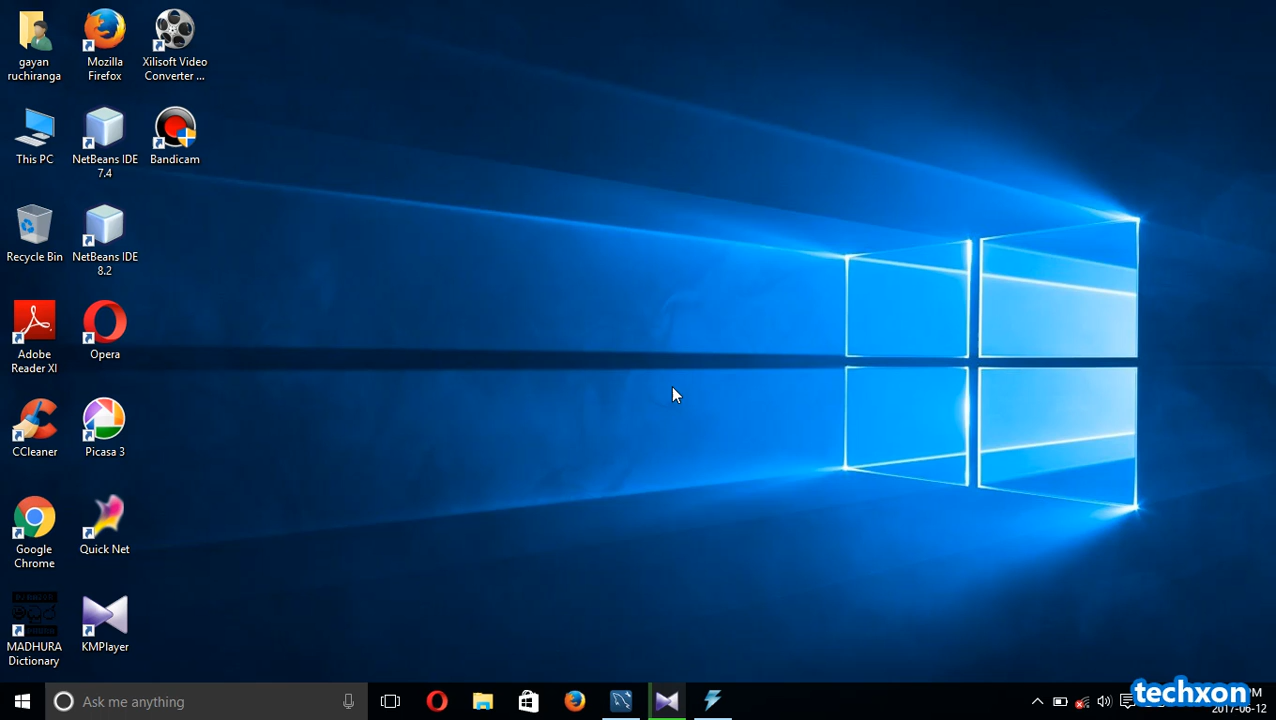 gayan
ruchiranga
Mozilla
Firefox
Xilisoft Video
Converter ...
This PC
NetBeans IDE
7.4
Bandicam
Recycle Bin
NetBeans IDE
8.2
Adobe
Reader XI
Opera
CCleaner
Picasa 3
Google
Chrome
Quick Net
MADHURA
Dictionary
KMPlayer
Ask me anything
techxon
PM
2017-06-12